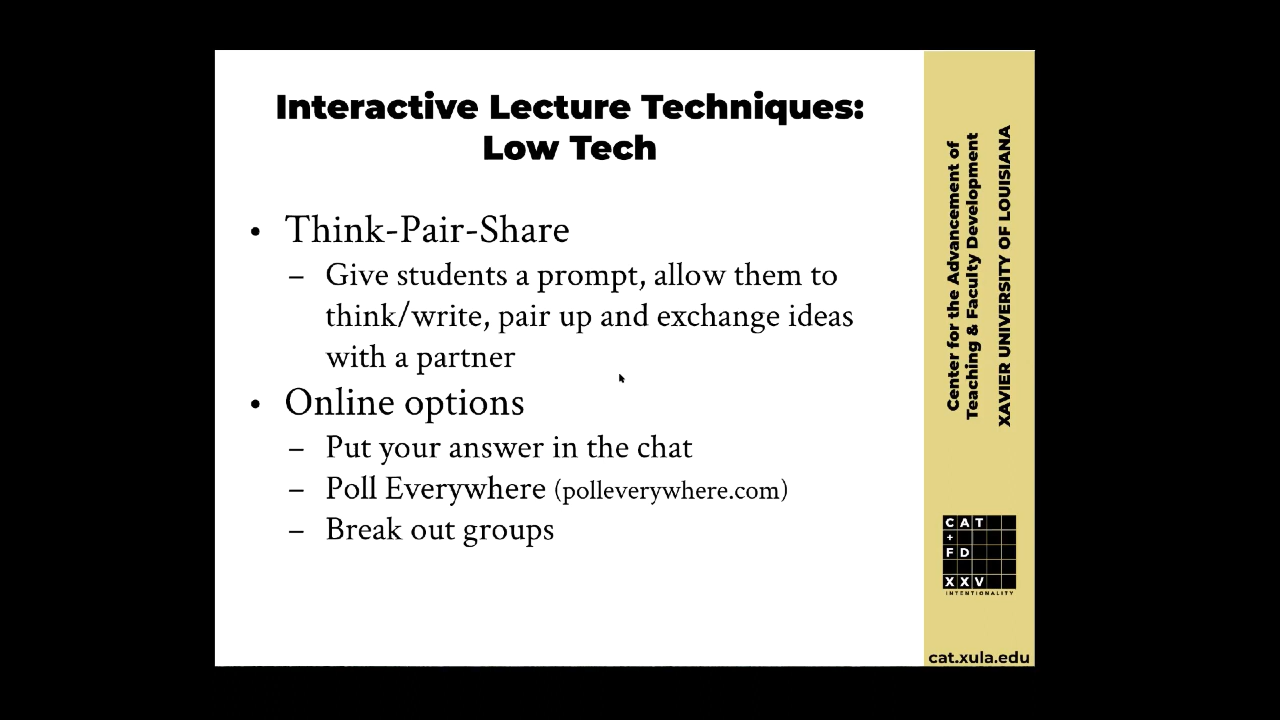 Interactive Lecture Techniques:
Low Tech
• Think-Pair-Share
– Give students a prompt, allow them to
think/write, pair up and exchange ideas
with a partner
• Online options
– Put your answer in the chat
– Poll Everywhere (polleverywhere.com)
– Break out groups
Center for the Advancement of
Teaching & Faculty Development
XAVIER UNIVERSITY OF LOUISIANA
CAT
+
FD
XXV
INTENTIONALITY
cat.xula.edu